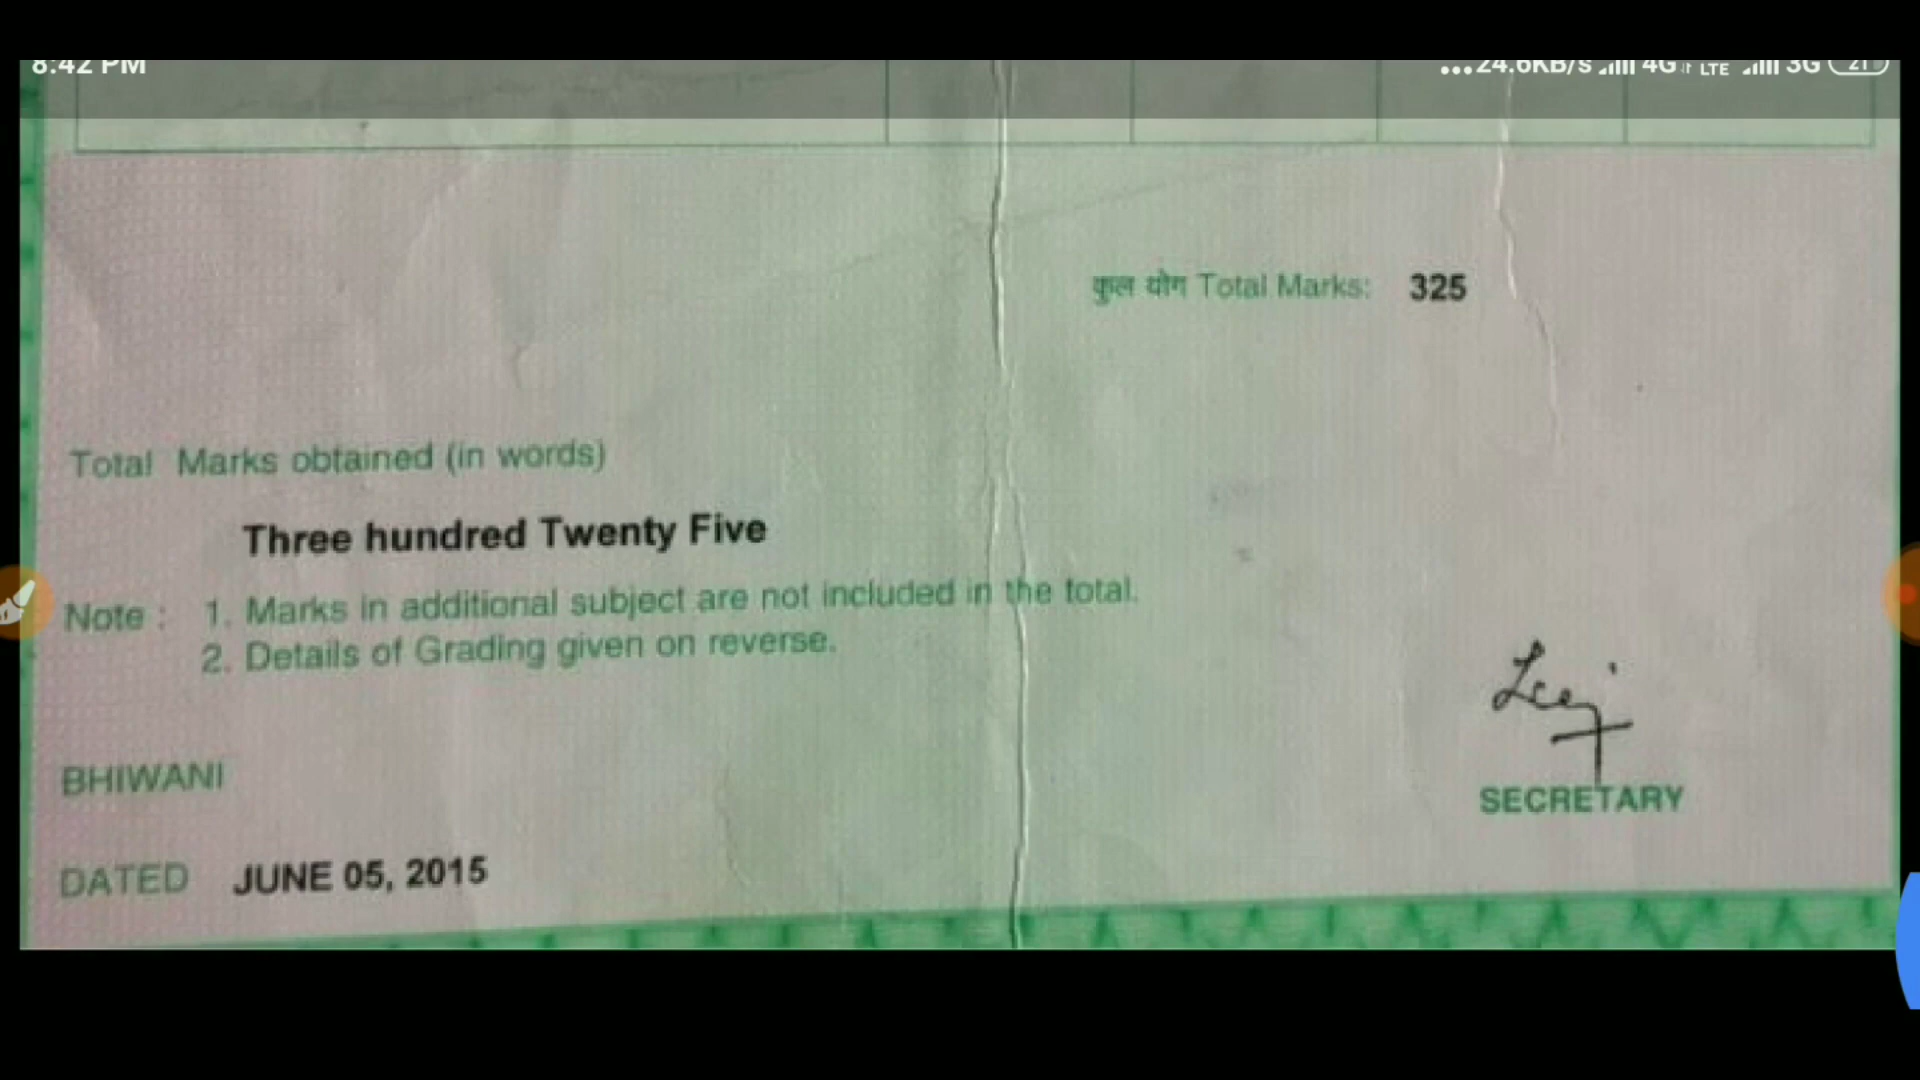 8:42 PM
...24.6KB/s 4G LTE 3G 21
कुल योग Total Marks: 325
Total Marks obtained (in words)
Three hundred Twenty Five
Note : 1. Marks in additional subject are not included in the total.
2. Details of Grading given on reverse.
BHIWANI
SECRETARY
DATED JUNE 05, 2015